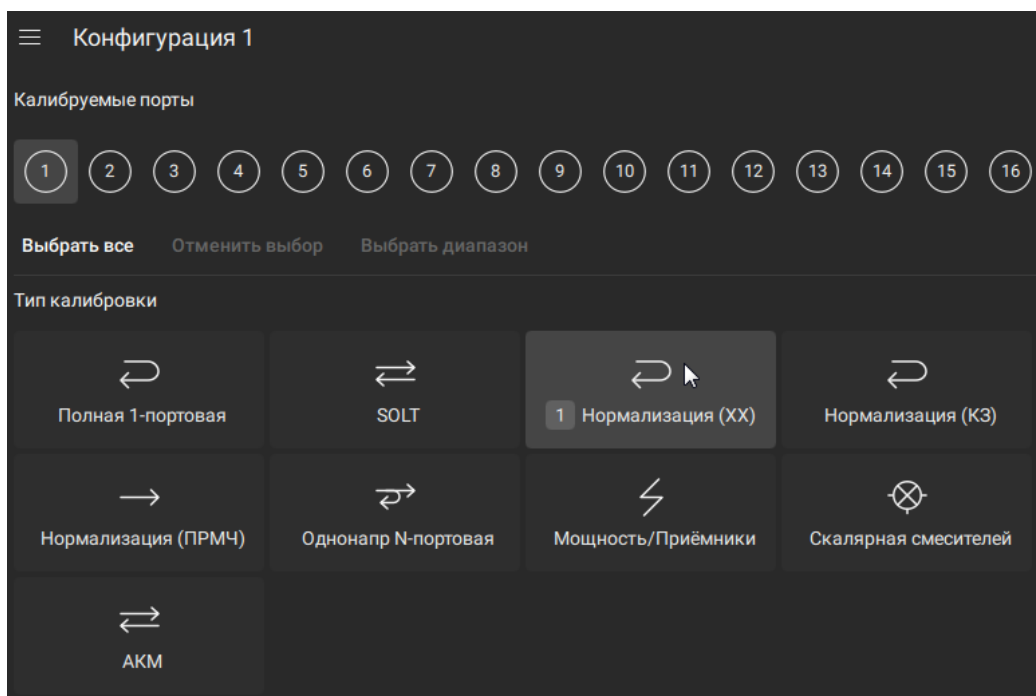 Конфигурация 1
Калибруемые порты
1 2 3 4 5 6 7 8 9 10 11 12 13 14 15 16
Выбрать все Отменить выбор Выбрать диапазон
Тип калибровки
Полная 1-портовая SOLT 1 Нормализация (ХХ) Нормализация (КЗ)
Нормализация (ПРМЧ) Однонапр N-портовая Мощность/Приёмники Скалярная смесителей
АКМ